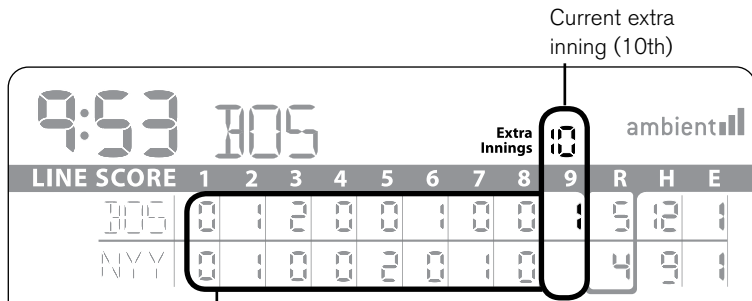 Current extra
inning (10th)
9:53 BOS
Extra
Innings 10
ambient
LINE SCORE 1 2 3 4 5 6 7 8 9 R H E
BOS 0 1 2 0 0 1 0 0 1 5 12 1
NYY 0 1 0 0 2 0 1 0 4 9 1